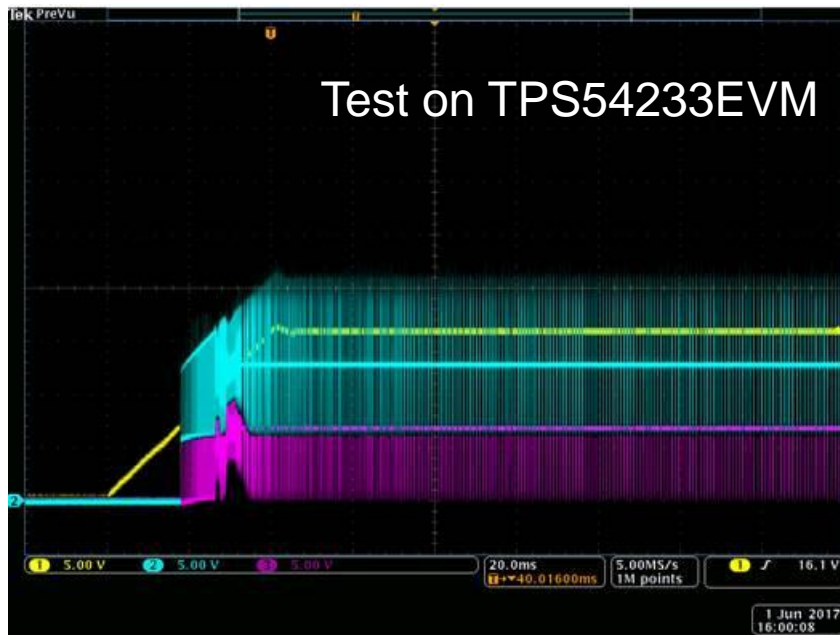 Tek PreVu
T
Test on TPS54233EVM
2
1 5.00 V 2 5.00 V 3 5.00 V
20.0ms
T→▼40.01600ms
5.00MS/s
1M points
1 ∫ 16.1 V
1 Jun 2017
16:00:08